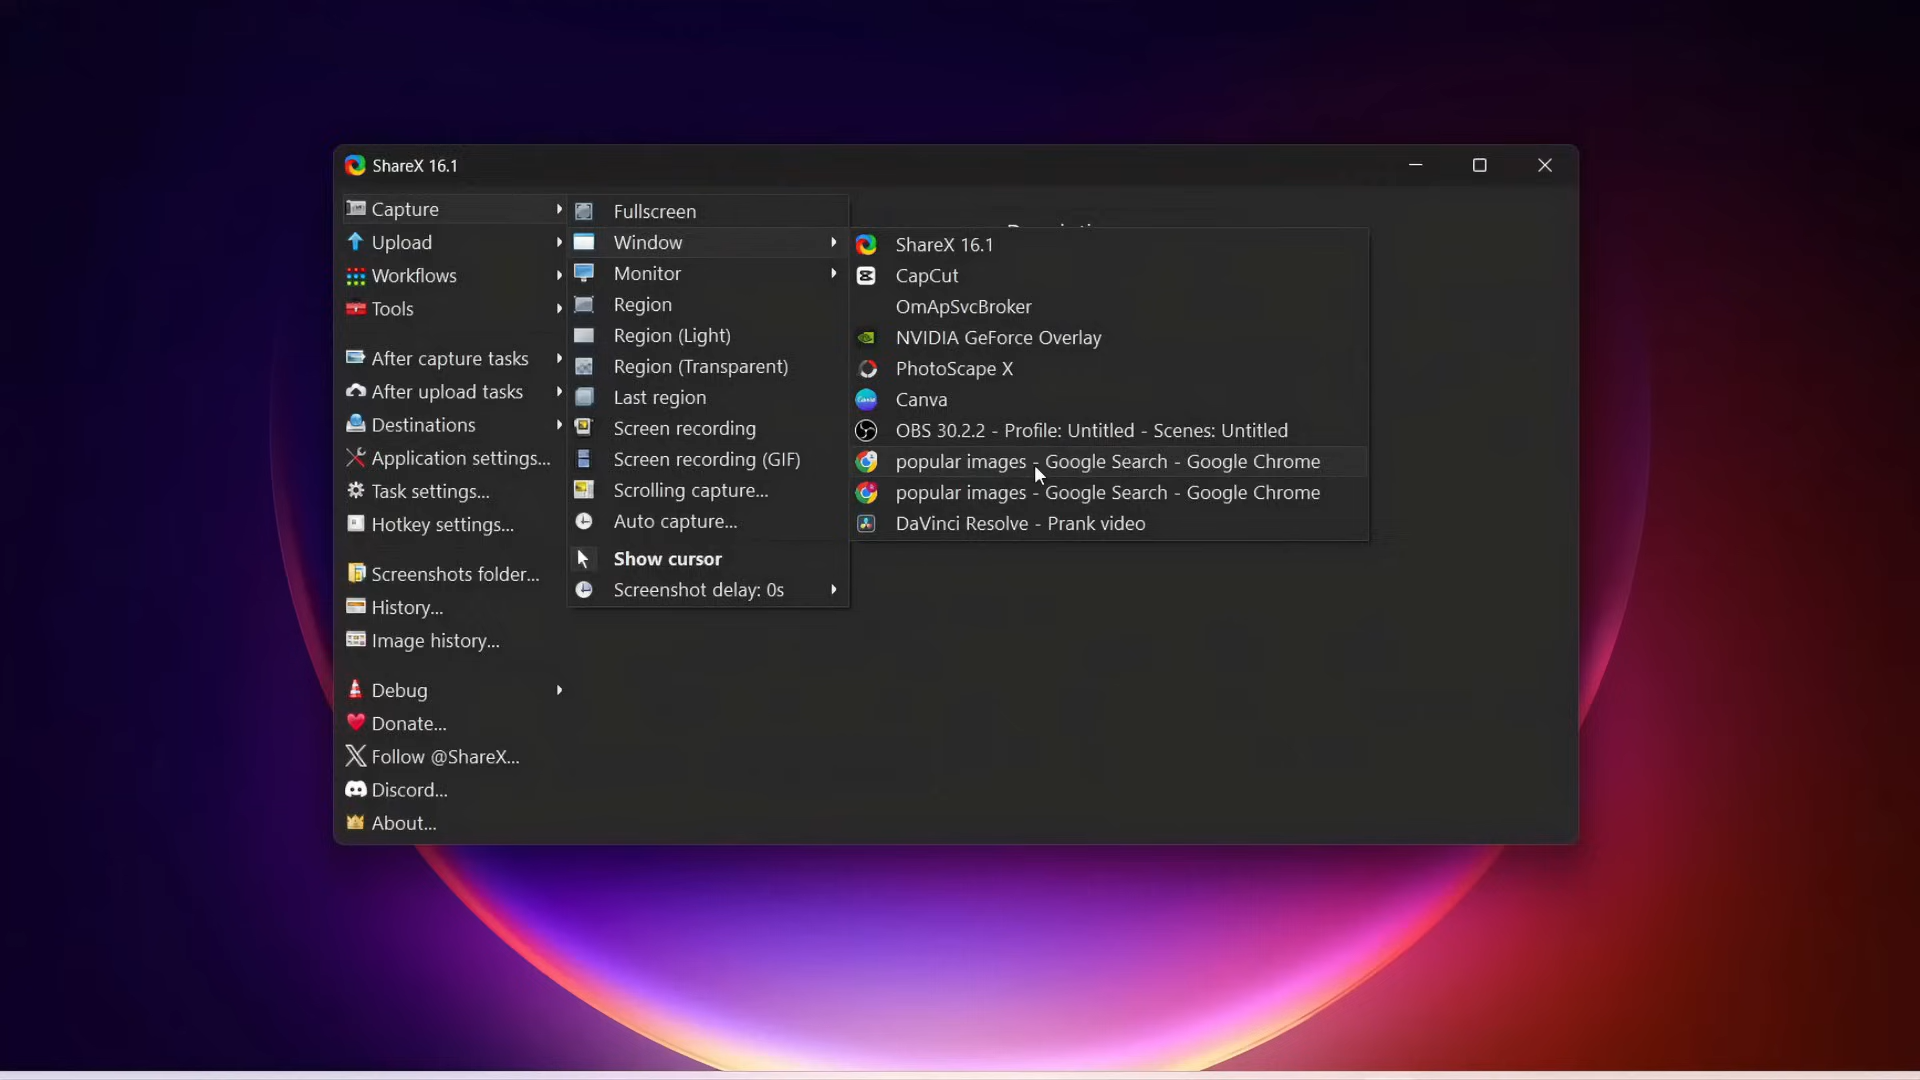 ShareX 16.1
Capture
Upload
Workflows
Tools
After capture tasks
After upload tasks
Destinations
Application settings...
Task settings...
Hotkey settings...
Screenshots folder...
History...
Image history...
Debug
Donate...
Follow @ShareX...
Discord...
About...
Fullscreen
Window
Monitor
Region
Region (Light)
Region (Transparent)
Last region
Screen recording
Screen recording (GIF)
Scrolling capture...
Auto capture...
Show cursor
Screenshot delay: 0s
ShareX 16.1
CapCut
OmApSvcBroker
NVIDIA GeForce Overlay
PhotoScape X
Canva
OBS 30.2.2 - Profile: Untitled - Scenes: Untitled
popular images - Google Search - Google Chrome
popular images - Google Search - Google Chrome
DaVinci Resolve - Prank video